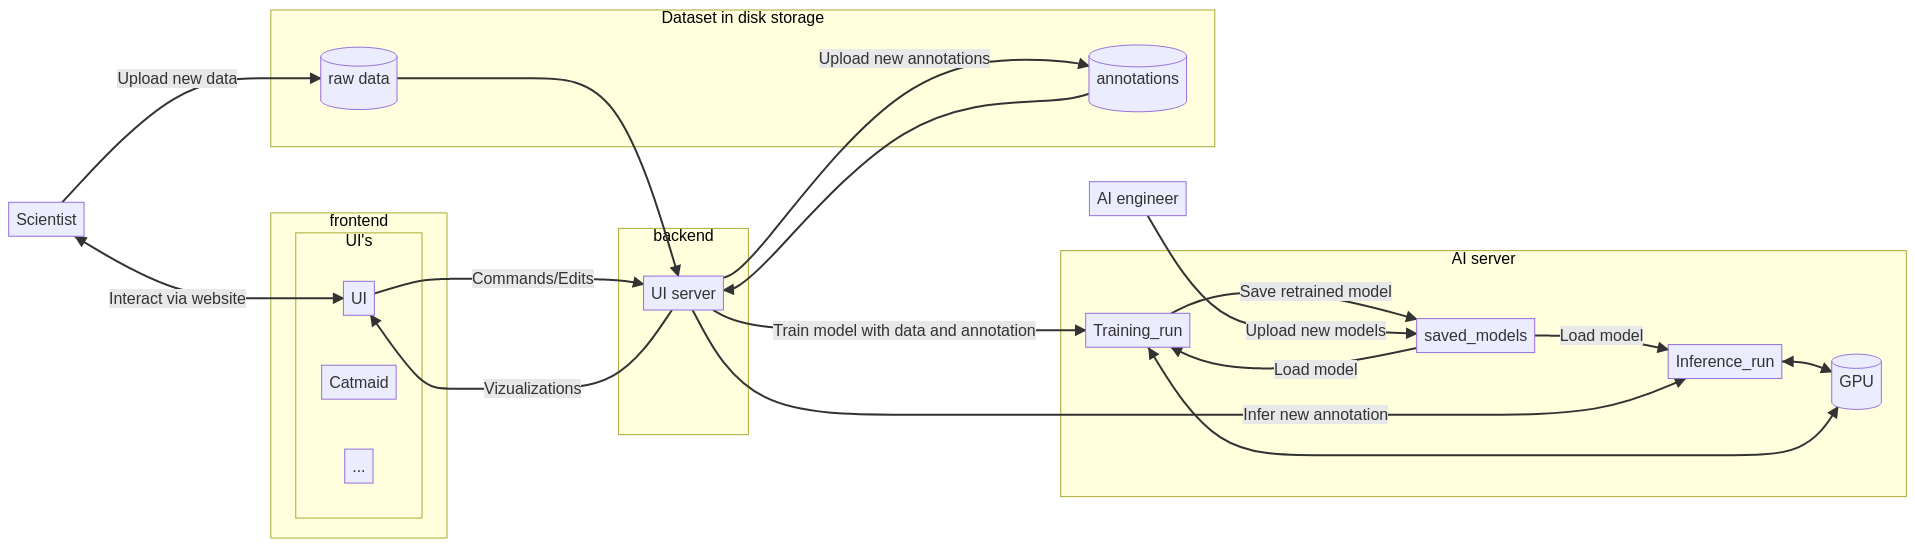 Dataset in disk storage
Upload new data
raw data
Upload new annotations
annotations
Scientist
Interact via website
frontend
UI's
UI
Catmaid
...
Commands/Edits
Vizualizations
backend
UI server
Train model with data and annotation
Infer new annotation
AI engineer
AI server
Save retrained model
Training_run
Upload new models
saved_models
Load model
Load model
Inference_run
GPU